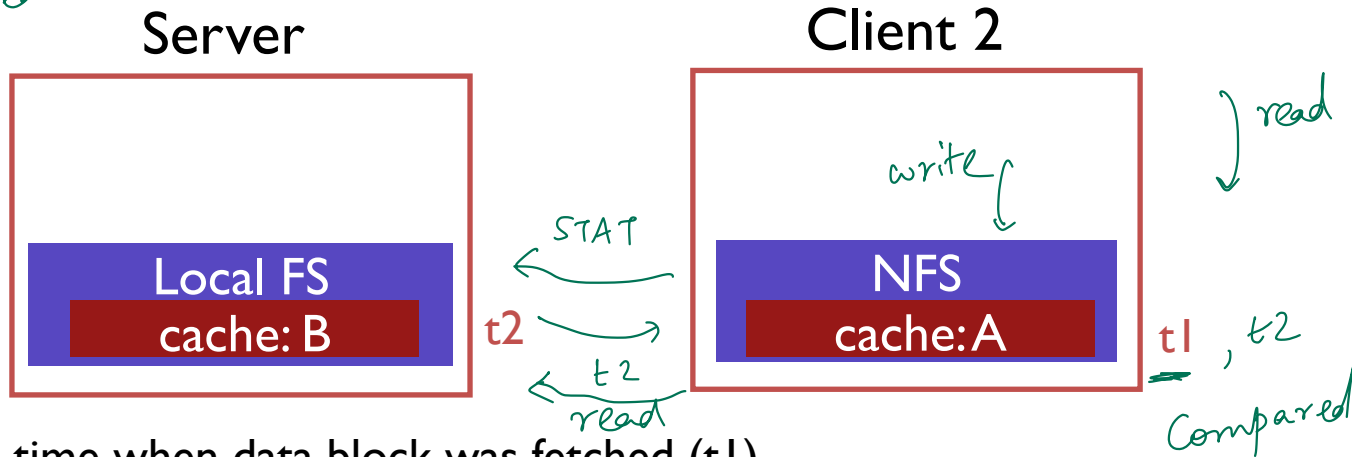 Server
Client 2
read
write
STAT
Local FS
NFS
cache: B
t2
cache: A
t1 , t2
t2
read
Compared
time when data block was fetched (t1)